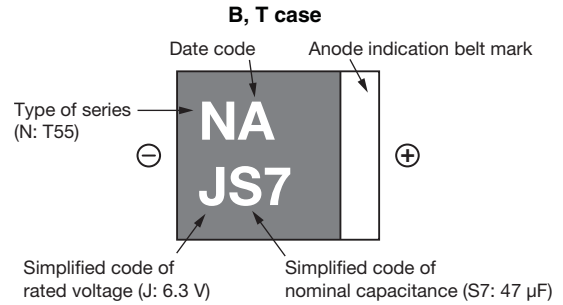 B, T case
Date code
Anode indication belt mark
Type of series
(N: T55)
NA
JS7
Simplified code of
rated voltage (J: 6.3 V)
Simplified code of
nominal capacitance (S7: 47 μF)